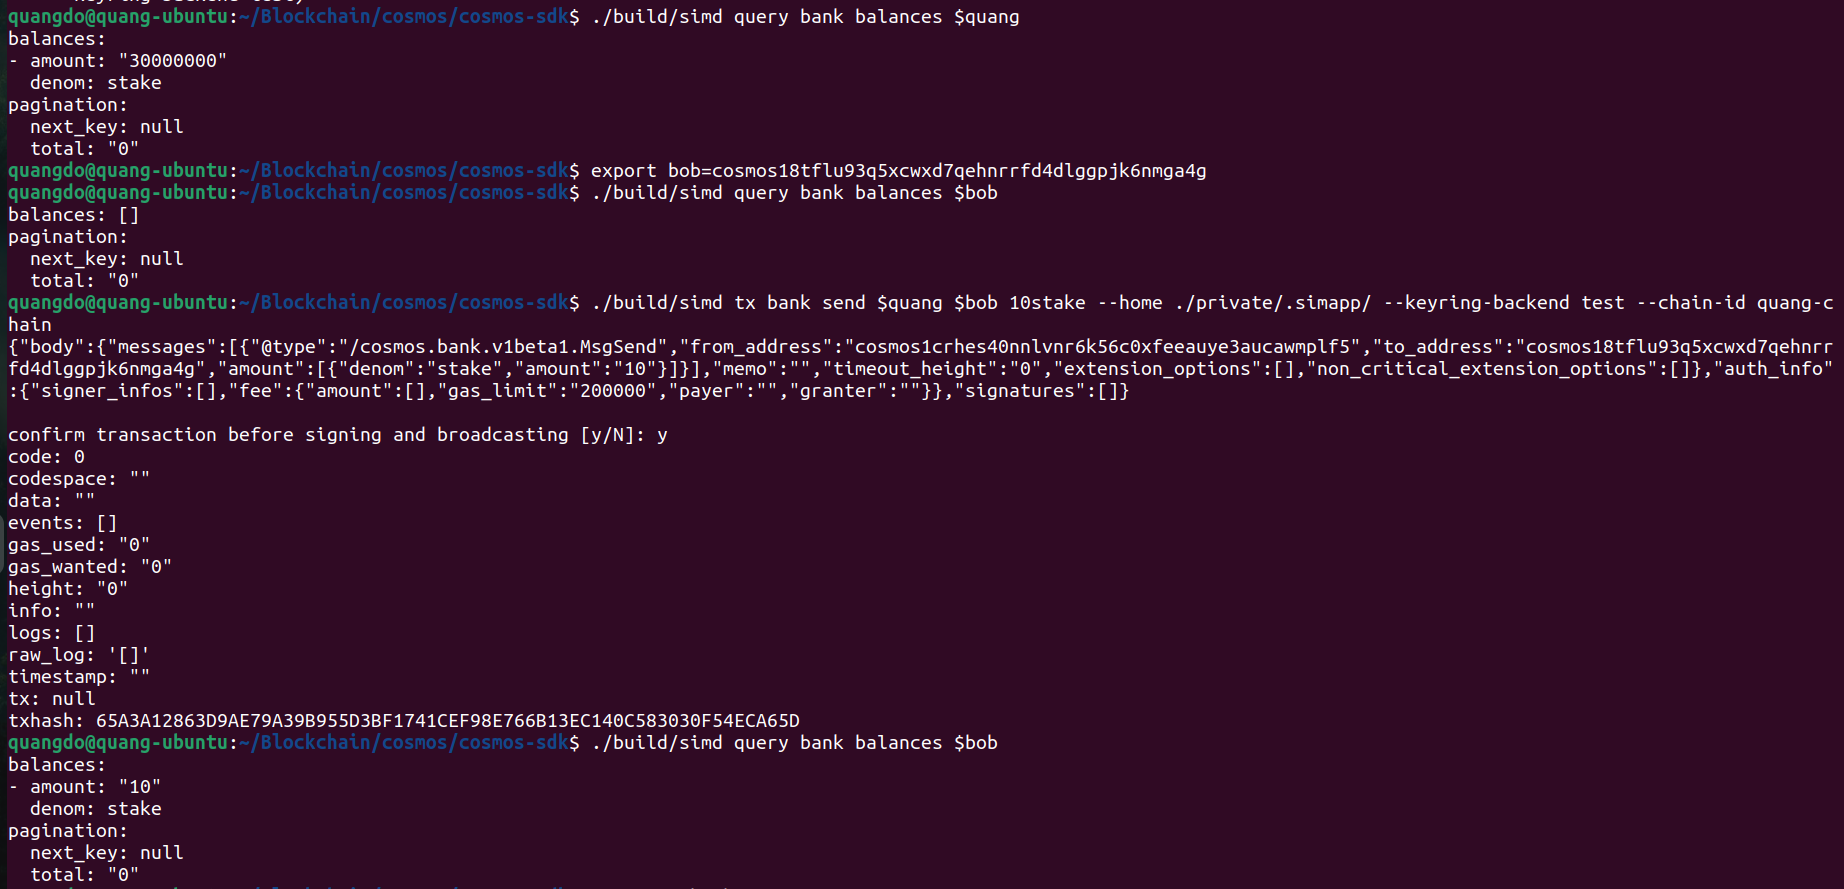 quangdo@quang-ubuntu:~/Blockchain/cosmos/cosmos-sdk$ ./build/simd query bank balances $quang
balances:
- amount: "30000000"
  denom: stake
pagination:
  next_key: null
  total: "0"
quangdo@quang-ubuntu:~/Blockchain/cosmos/cosmos-sdk$ export bob=cosmos18tflu93q5xcwxd7qehnrrfd4dlggpjk6nmga4g
quangdo@quang-ubuntu:~/Blockchain/cosmos/cosmos-sdk$ ./build/simd query bank balances $bob
balances: []
pagination:
  next_key: null
  total: "0"
quangdo@quang-ubuntu:~/Blockchain/cosmos/cosmos-sdk$ ./build/simd tx bank send $quang $bob 10stake --home ./private/.simapp/ --keyring-backend test --chain-id quang-c
hain
{"body":{"messages":[{"@type":"/cosmos.bank.v1beta1.MsgSend","from_address":"cosmos1crhes40nnlvnr6k56c0xfeeauye3aucawmplf5","to_address":"cosmos18tflu93q5xcwxd7qehnrr
fd4dlggpjk6nmga4g","amount":[{"denom":"stake","amount":"10"}]}],"memo":"","timeout_height":"0","extension_options":[],"non_critical_extension_options":[]},"auth_info"
:{"signer_infos":[],"fee":{"amount":[],"gas_limit":"200000","payer":"","granter":""}},"signatures":[]}

confirm transaction before signing and broadcasting [y/N]: y
code: 0
codespace: ""
data: ""
events: []
gas_used: "0"
gas_wanted: "0"
height: "0"
info: ""
logs: []
raw_log: '[]'
timestamp: ""
tx: null
txhash: 65A3A12863D9AE79A39B955D3BF1741CEF98E766B13EC140C583030F54ECA65D
quangdo@quang-ubuntu:~/Blockchain/cosmos/cosmos-sdk$ ./build/simd query bank balances $bob
balances:
- amount: "10"
  denom: stake
pagination:
  next_key: null
  total: "0"